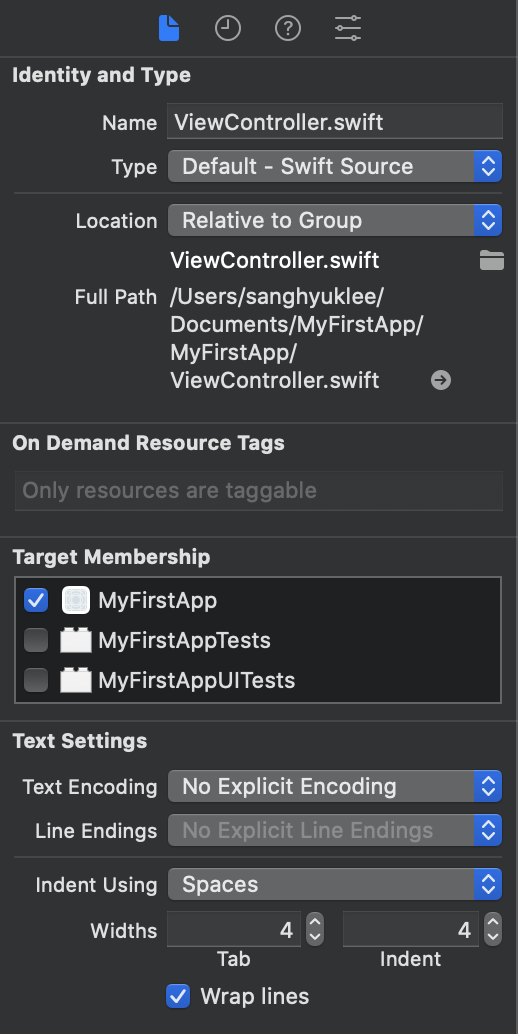 Identity and Type
Name ViewController.swift
Type Default - Swift Source
Location Relative to Group
ViewController.swift
Full Path /Users/sanghyuklee/
Documents/MyFirstApp/
MyFirstApp/
ViewController.swift
On Demand Resource Tags
Only resources are taggable
Target Membership
MyFirstApp
MyFirstAppTests
MyFirstAppUITests
Text Settings
Text Encoding No Explicit Encoding
Line Endings No Explicit Line Endings
Indent Using Spaces
Widths 4 4
Tab Indent
Wrap lines